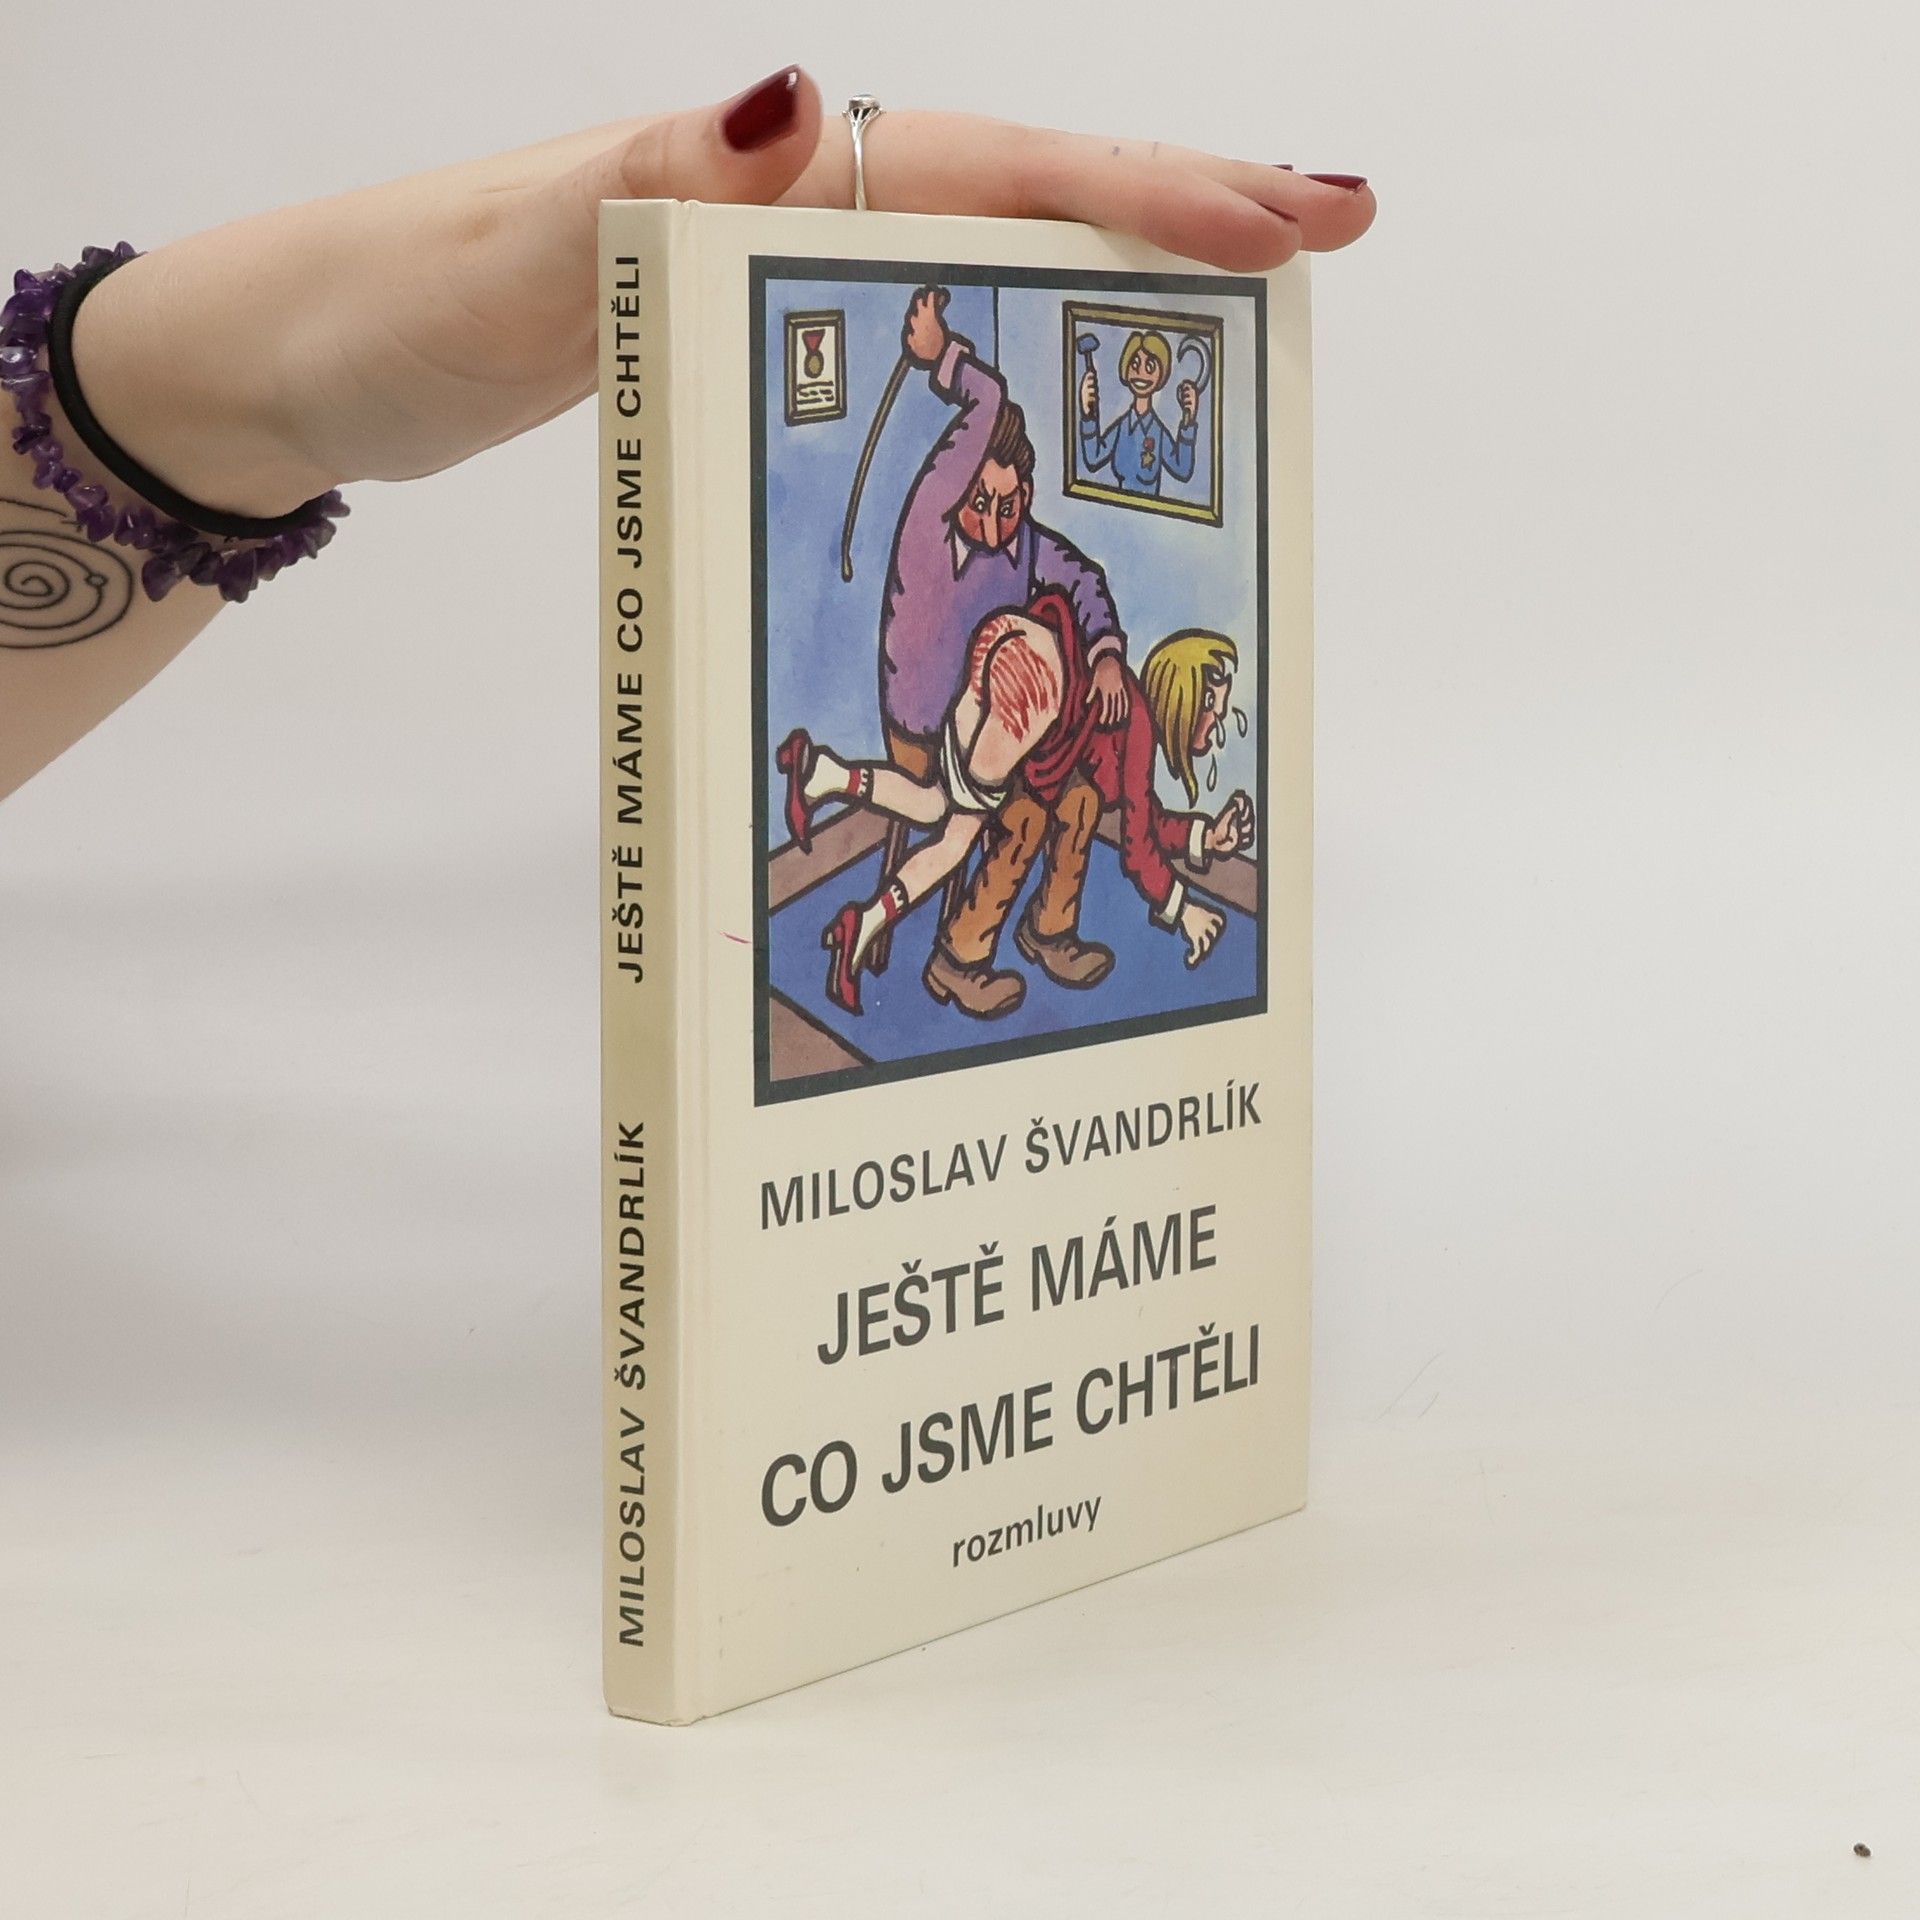 MILOSLAV ŠVANDRLÍK JEŠTĚ MÁME CO JSME CHTĚLI
MILOSLAV ŠVANDRLÍK
JEŠTĚ MÁME
CO JSME CHTĚLI
rozmluvy